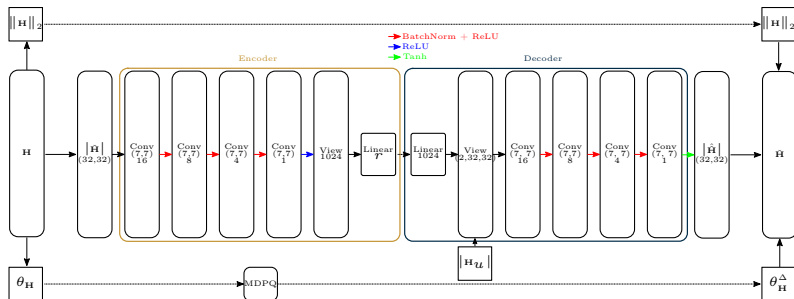 ‖H‖₂
‖H‖₂
BatchNorm + ReLU
ReLU
Tanh
Encoder
Decoder
H
|H̄|
(32,32)
Conv
(7,7)
16
Conv
(7,7)
8
Conv
(7,7)
4
Conv
(7,7)
1
View
1024
Linear
r
Linear
1024
View
(2,32,32)
Conv
(7, 7)
16
Conv
(7,7)
8
Conv
(7, 7)
4
Conv
(7, 7)
1
|H̄̂|
(32,32)
Ĥ
|H𝑢|
θ_H
MDPQ
θ_H^Δ